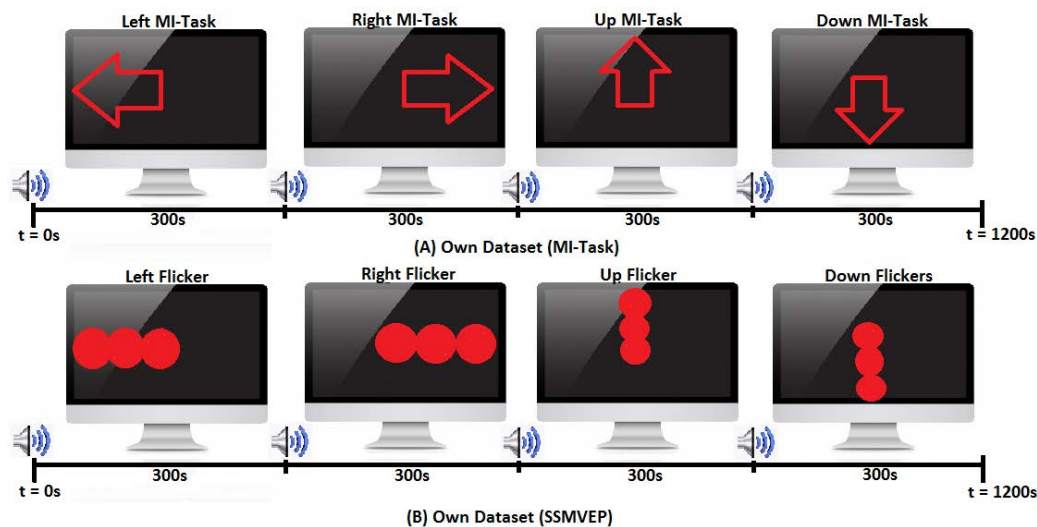 Left MI-Task Right MI-Task Up MI-Task Down MI-Task
300s 300s 300s 300s
t = 0s t = 1200s
(A) Own Dataset (MI-Task)
Left Flicker Right Flicker Up Flicker Down Flickers
300s 300s 300s 300s
t = 0s t = 1200s
(B) Own Dataset (SSMVEP)